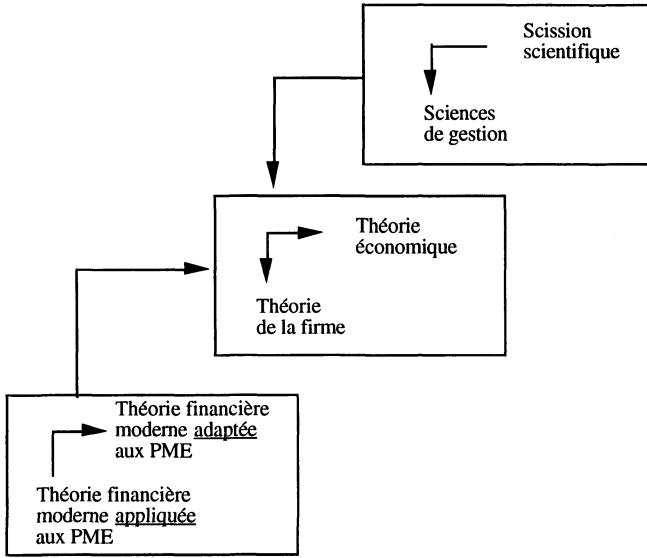 Scission
scientifique
Sciences
de gestion
Théorie
économique
Théorie
de la firme
Théorie financière
moderne adaptée
aux PME
Théorie financière
moderne appliquée
aux PME